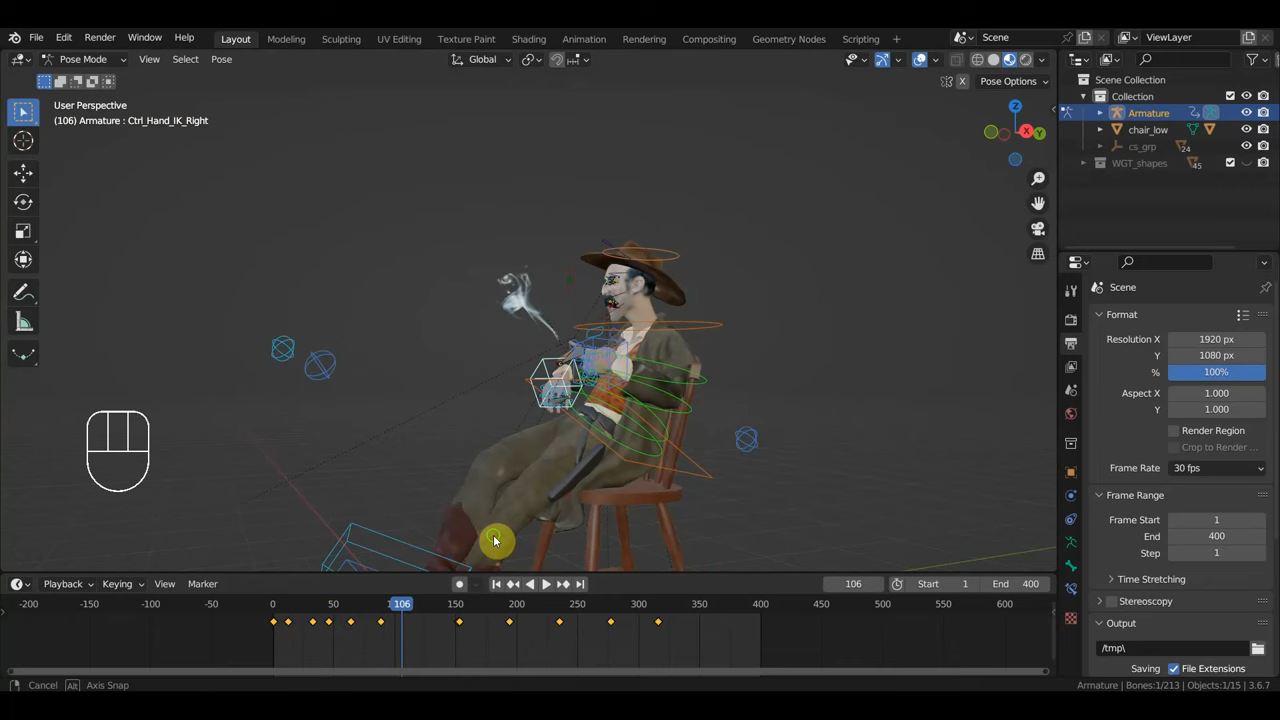 File Edit Render Window Help
Layout Modeling Sculpting UV Editing Texture Paint Shading Animation Rendering Compositing Geometry Nodes Scripting +
Scene
ViewLayer
Pose Mode View Select Pose
Global
X
Pose Options
User Perspective
(106) Armature : Ctrl_Hand_IK_Right
Z
X
Y
Scene Collection
Collection
Armature
chair_low
cs_grp 24
WGT_shapes 45
Scene
Format
Resolution X 1920 px
Y 1080 px
% 100%
Aspect X 1.000
Y 1.000
Render Region
Crop to Render ...
Frame Rate 30 fps
Frame Range
Frame Start 1
End 400
Step 1
Time Stretching
Stereoscopy
Output
/tmp\
Saving File Extensions
Playback Keying View Marker
106 Start 1 End 400
-200 -150 -100 -50 0 50 106 150 200 250 300 350 400 450 500 550 600
Cancel Alt Axis Snap
Armature | Bones:1/213 | Objects:1/15 | 3.6.7